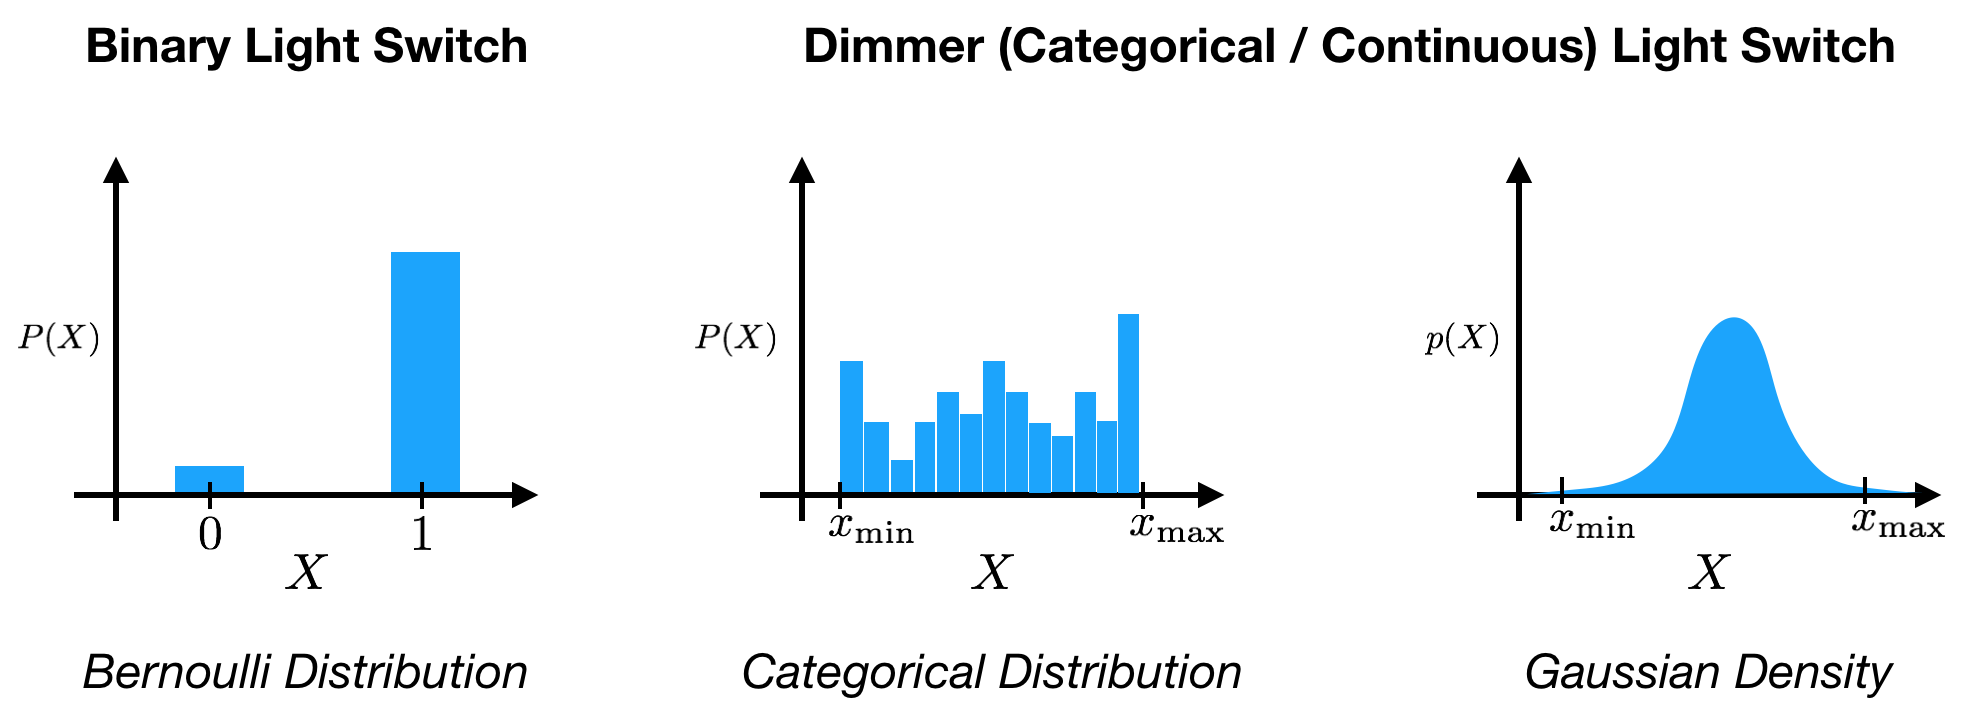 Binary Light Switch
Dimmer (Categorical / Continuous) Light Switch
P(X)
0
1
X
Bernoulli Distribution
P(X)
x_min
x_max
X
Categorical Distribution
p(X)
x_min
x_max
X
Gaussian Density